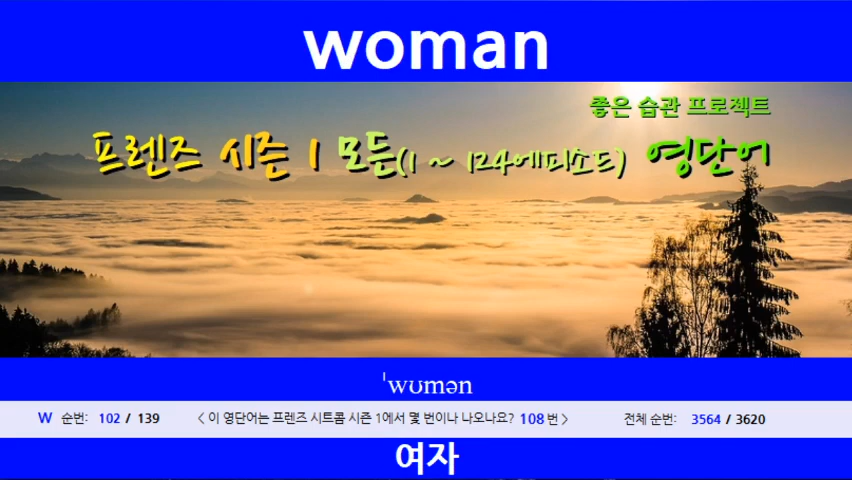 woman
좋은 습관 프로젝트
프렌즈 시즌 1 모든(1 ~ 124에피소드) 영단어
ˈwʊmən
W 순번: 102 / 139 < 이 영단어는 프렌즈 시트콤 시즌 1에서 몇 번이나 나오나요? 108 번 > 전체 순번: 3564 / 3620
여자